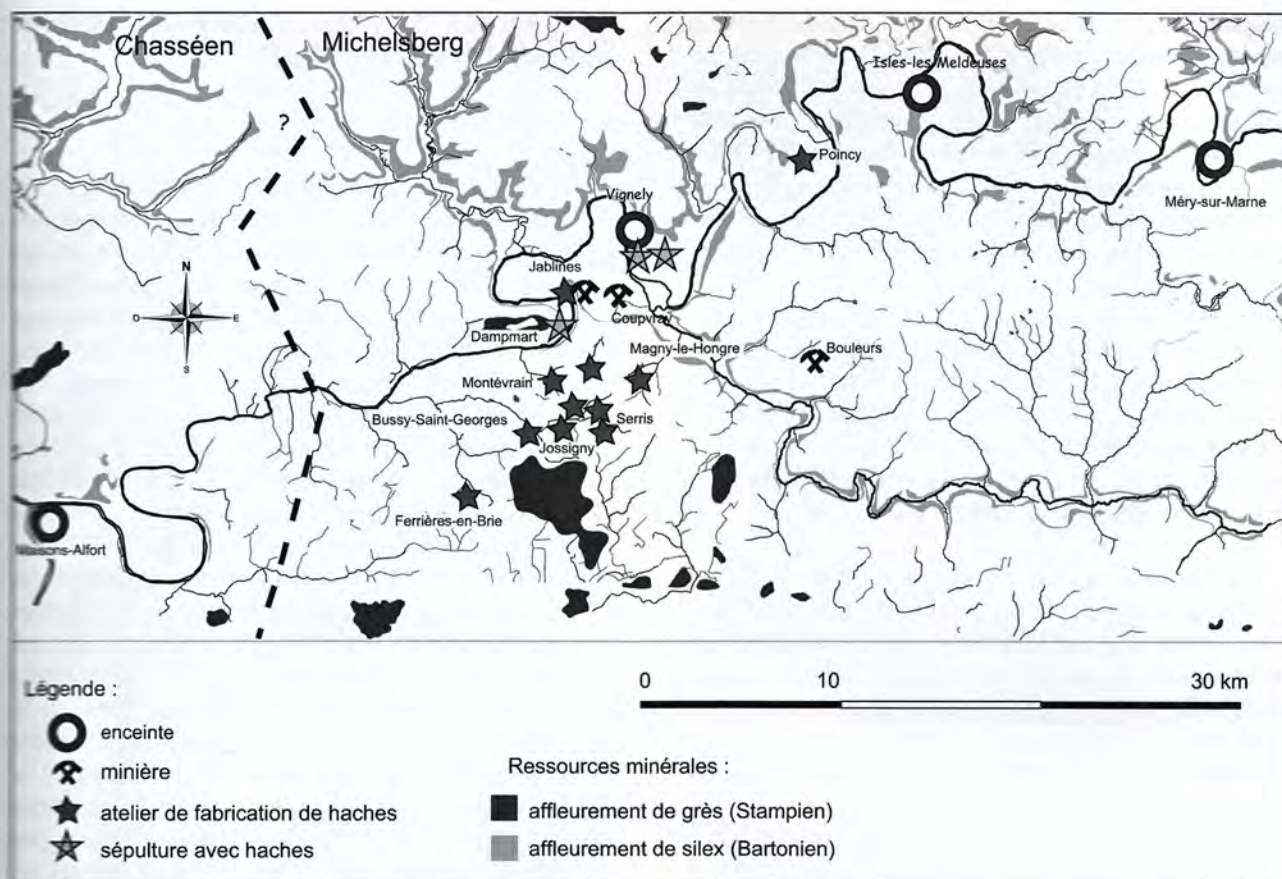 Chasséen
Michelsberg
?
Isles-les Meldeuses
Poincy
Méry-sur-Marne
Vignely
N
O
E
S
Jablines
Coupvray
Dampmart
Magny-le-Hongre
Bouleurs
Montévrain
Bussy-Saint-Georges
Serris
Jossigny
Ferrières-en-Brie
Maisons-Alfort
Légende :
enceinte
minière
atelier de fabrication de haches
sépulture avec haches
0 10 30 km
Ressources minérales :
affleurement de grès (Stampien)
affleurement de silex (Bartonien)